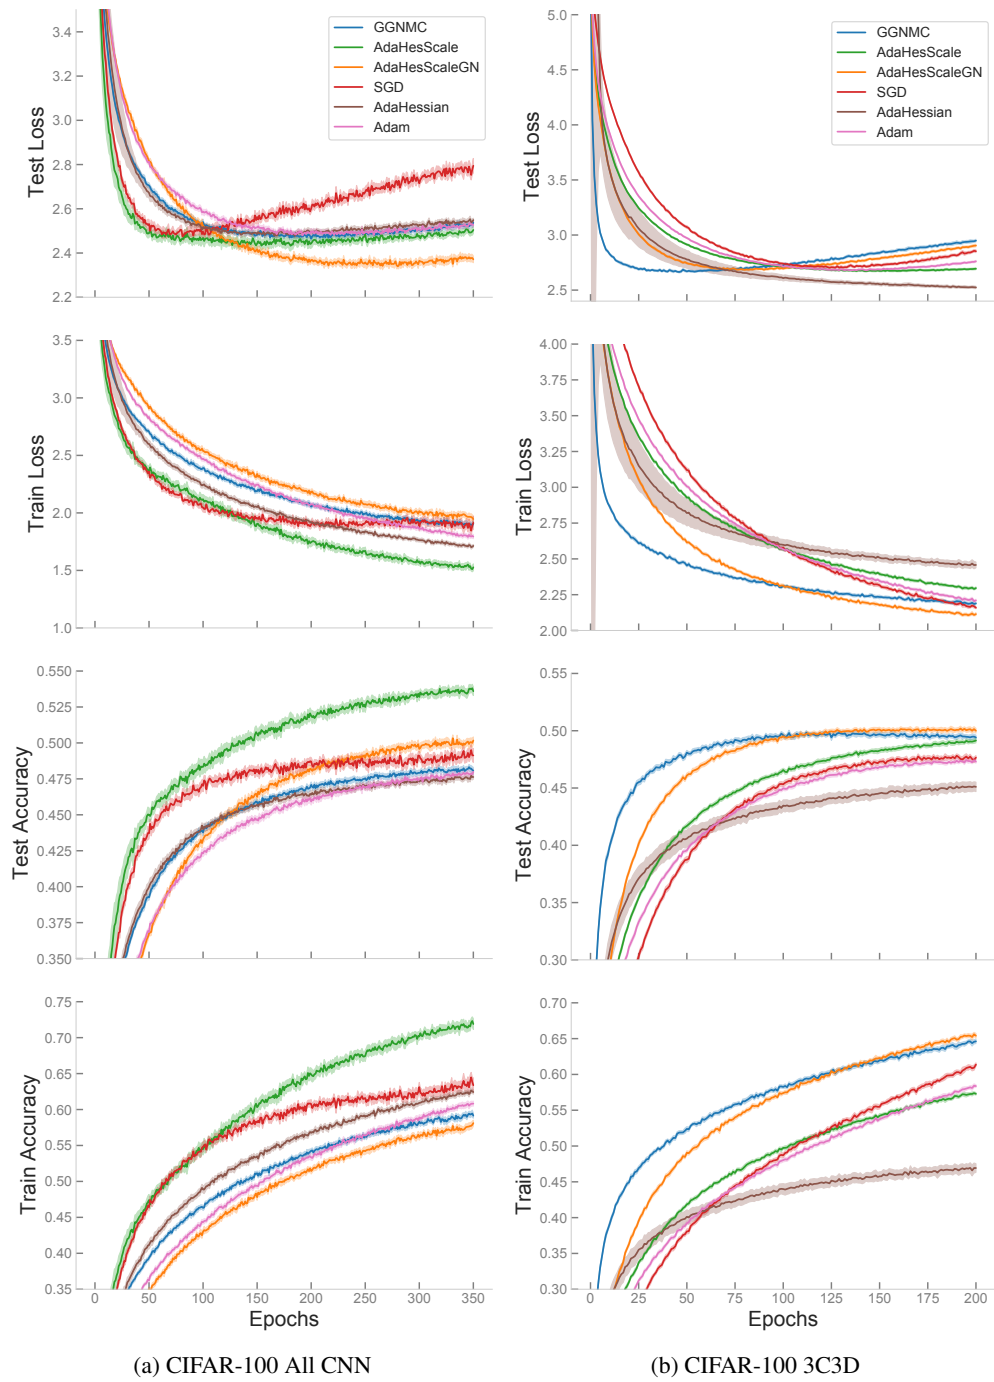 3.4
3.2
3.0
2.8
2.6
2.4
2.2
Test Loss
GGNMC
AdaHesScale
AdaHesScaleGN
SGD
AdaHessian
Adam
5.0
4.5
4.0
3.5
3.0
2.5
Test Loss
GGNMC
AdaHesScale
AdaHesScaleGN
SGD
AdaHessian
Adam
3.5
3.0
2.5
2.0
1.5
1.0
Train Loss
4.00
3.75
3.50
3.25
3.00
2.75
2.50
2.25
2.00
Train Loss
0.550
0.525
0.500
0.475
0.450
0.425
0.400
0.375
0.350
Test Accuracy
0.55
0.50
0.45
0.40
0.35
0.30
Test Accuracy
0.75
0.70
0.65
0.60
0.55
0.50
0.45
0.40
0.35
Train Accuracy
0 50 100 150 200 250 300 350
Epochs
0.70
0.65
0.60
0.55
0.50
0.45
0.40
0.35
0.30
Train Accuracy
0 25 50 75 100 125 150 175 200
Epochs
(a) CIFAR-100 All CNN
(b) CIFAR-100 3C3D